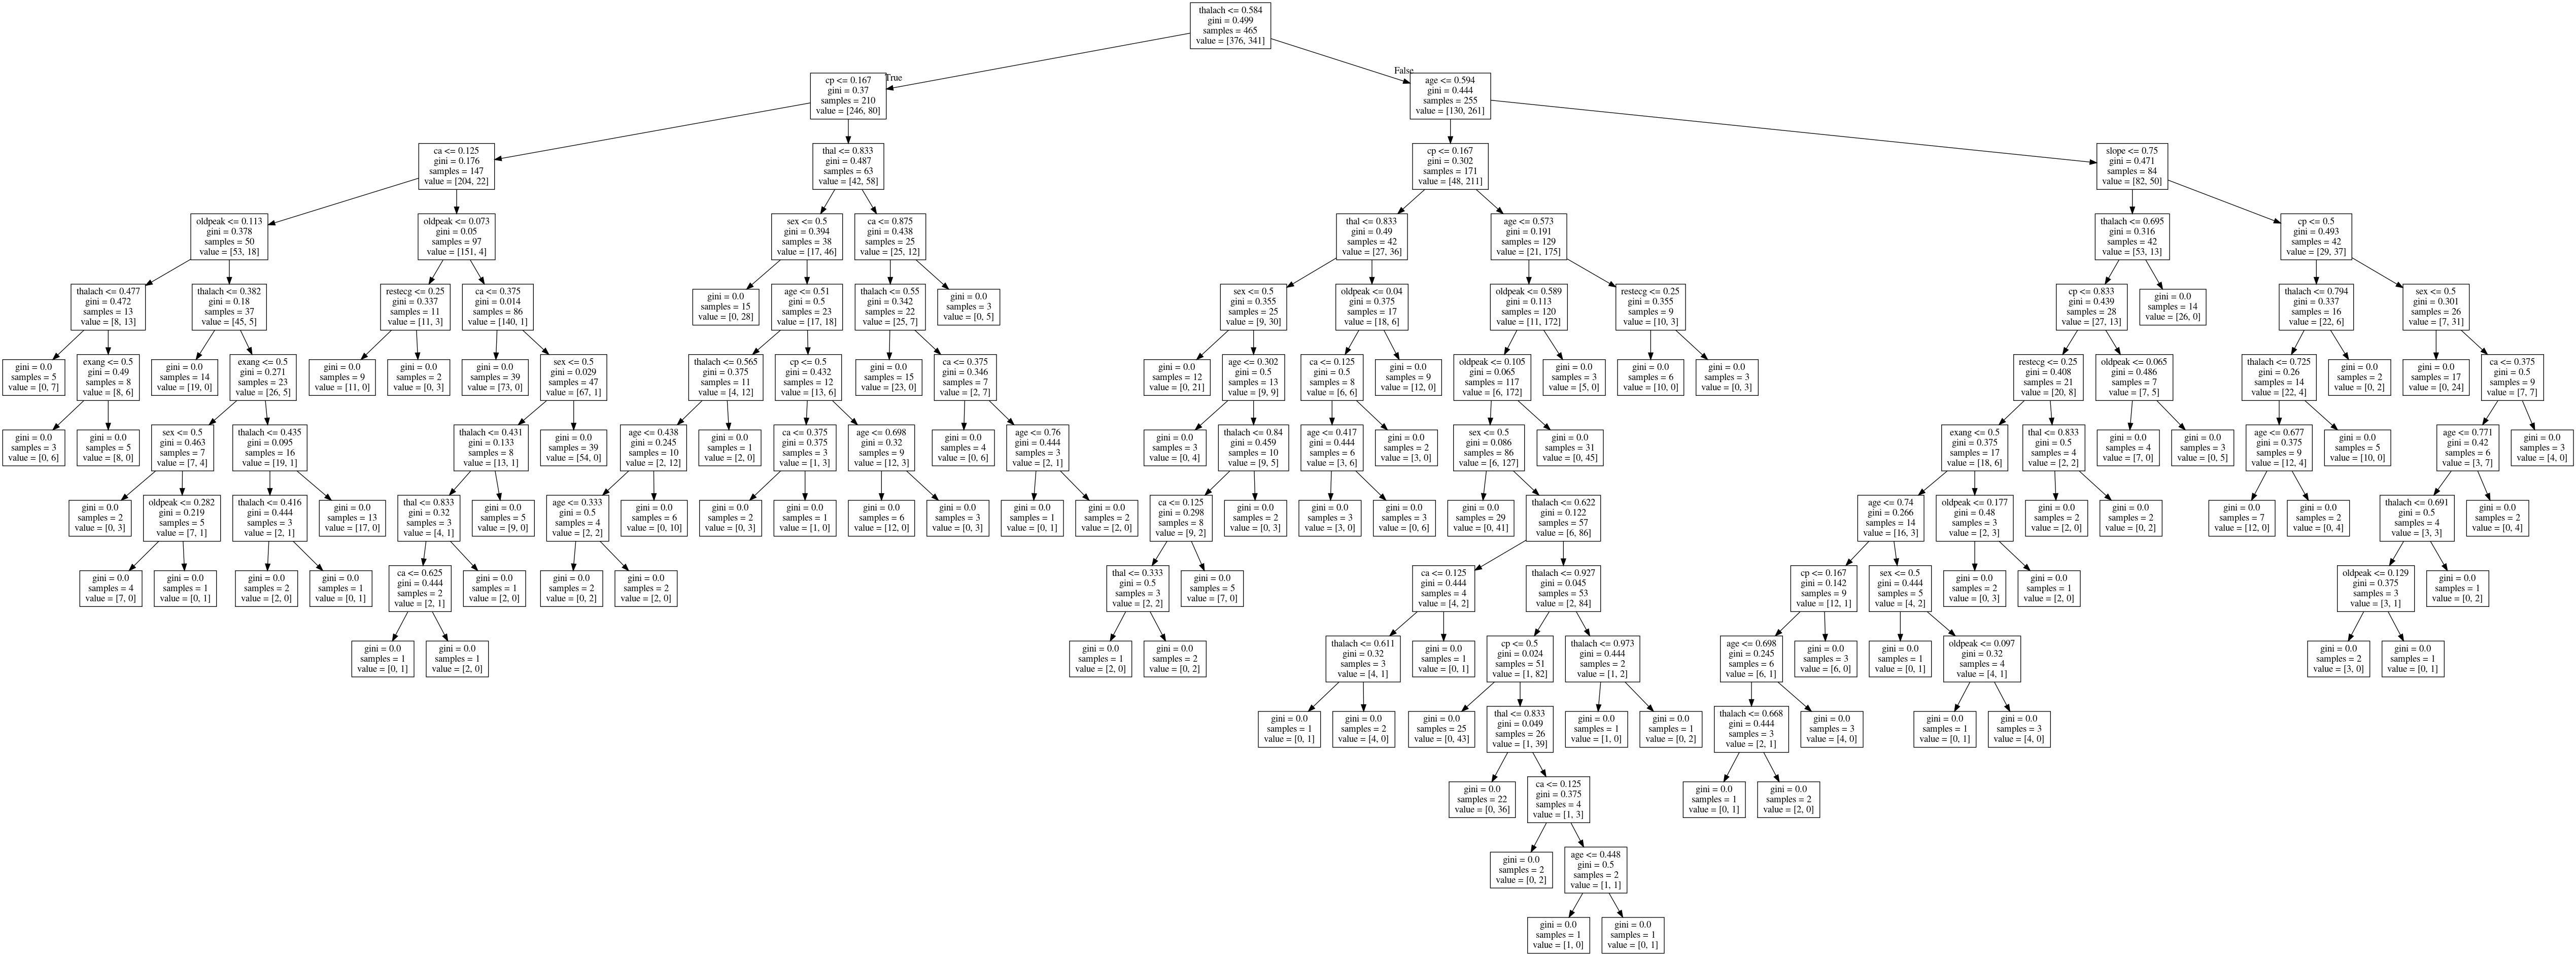 thalach <= 0.584
gini = 0.499
samples = 465
value = [376, 341]
True
False
cp <= 0.167
gini = 0.37
samples = 210
value = [246, 80]
age <= 0.594
gini = 0.444
samples = 255
value = [130, 261]
ca <= 0.125
gini = 0.176
samples = 147
value = [204, 22]
thal <= 0.833
gini = 0.487
samples = 63
value = [42, 58]
cp <= 0.167
gini = 0.302
samples = 171
value = [48, 211]
slope <= 0.75
gini = 0.471
samples = 84
value = [82, 50]
oldpeak <= 0.113
gini = 0.378
samples = 50
value = [53, 18]
oldpeak <= 0.073
gini = 0.05
samples = 97
value = [151, 4]
sex <= 0.5
gini = 0.394
samples = 38
value = [17, 46]
ca <= 0.875
gini = 0.438
samples = 25
value = [25, 12]
thal <= 0.833
gini = 0.49
samples = 42
value = [27, 36]
age <= 0.573
gini = 0.191
samples = 129
value = [21, 175]
thalach <= 0.695
gini = 0.316
samples = 42
value = [53, 13]
cp <= 0.5
gini = 0.493
samples = 42
value = [29, 37]
thalach <= 0.477
gini = 0.472
samples = 13
value = [8, 13]
thalach <= 0.382
gini = 0.18
samples = 37
value = [45, 5]
restecg <= 0.25
gini = 0.337
samples = 11
value = [11, 3]
ca <= 0.375
gini = 0.014
samples = 86
value = [140, 1]
gini = 0.0
samples = 15
value = [0, 28]
age <= 0.51
gini = 0.5
samples = 23
value = [17, 18]
thalach <= 0.55
gini = 0.342
samples = 22
value = [25, 7]
gini = 0.0
samples = 3
value = [0, 5]
sex <= 0.5
gini = 0.355
samples = 25
value = [9, 30]
oldpeak <= 0.04
gini = 0.375
samples = 17
value = [18, 6]
oldpeak <= 0.589
gini = 0.113
samples = 120
value = [11, 172]
restecg <= 0.25
gini = 0.355
samples = 9
value = [10, 3]
cp <= 0.833
gini = 0.439
samples = 28
value = [27, 13]
gini = 0.0
samples = 14
value = [26, 0]
thalach <= 0.794
gini = 0.337
samples = 16
value = [22, 6]
sex <= 0.5
gini = 0.301
samples = 26
value = [7, 31]
gini = 0.0
samples = 5
value = [0, 7]
exang <= 0.5
gini = 0.49
samples = 8
value = [8, 6]
gini = 0.0
samples = 14
value = [19, 0]
exang <= 0.5
gini = 0.271
samples = 23
value = [26, 5]
gini = 0.0
samples = 9
value = [11, 0]
gini = 0.0
samples = 2
value = [0, 3]
gini = 0.0
samples = 39
value = [73, 0]
sex <= 0.5
gini = 0.029
samples = 47
value = [67, 1]
thalach <= 0.565
gini = 0.375
samples = 11
value = [4, 12]
cp <= 0.5
gini = 0.432
samples = 12
value = [13, 6]
gini = 0.0
samples = 15
value = [23, 0]
ca <= 0.375
gini = 0.346
samples = 7
value = [2, 7]
gini = 0.0
samples = 12
value = [0, 21]
age <= 0.302
gini = 0.5
samples = 13
value = [9, 9]
ca <= 0.125
gini = 0.5
samples = 8
value = [6, 6]
gini = 0.0
samples = 9
value = [12, 0]
oldpeak <= 0.105
gini = 0.065
samples = 117
value = [6, 172]
gini = 0.0
samples = 3
value = [5, 0]
gini = 0.0
samples = 6
value = [10, 0]
gini = 0.0
samples = 3
value = [0, 3]
restecg <= 0.25
gini = 0.408
samples = 21
value = [20, 8]
oldpeak <= 0.065
gini = 0.486
samples = 7
value = [7, 5]
thalach <= 0.725
gini = 0.26
samples = 14
value = [22, 4]
gini = 0.0
samples = 2
value = [0, 2]
gini = 0.0
samples = 17
value = [0, 24]
ca <= 0.375
gini = 0.5
samples = 9
value = [7, 7]
gini = 0.0
samples = 3
value = [0, 6]
gini = 0.0
samples = 5
value = [8, 0]
sex <= 0.5
gini = 0.463
samples = 7
value = [7, 4]
thalach <= 0.435
gini = 0.095
samples = 16
value = [19, 1]
thalach <= 0.431
gini = 0.133
samples = 8
value = [13, 1]
gini = 0.0
samples = 39
value = [54, 0]
age <= 0.438
gini = 0.245
samples = 10
value = [2, 12]
gini = 0.0
samples = 1
value = [2, 0]
ca <= 0.375
gini = 0.375
samples = 3
value = [1, 3]
age <= 0.698
gini = 0.32
samples = 9
value = [12, 3]
gini = 0.0
samples = 4
value = [0, 6]
age <= 0.76
gini = 0.444
samples = 3
value = [2, 1]
gini = 0.0
samples = 3
value = [0, 4]
thalach <= 0.84
gini = 0.459
samples = 10
value = [9, 5]
age <= 0.417
gini = 0.444
samples = 6
value = [3, 6]
gini = 0.0
samples = 2
value = [3, 0]
sex <= 0.5
gini = 0.086
samples = 86
value = [6, 127]
gini = 0.0
samples = 31
value = [0, 45]
exang <= 0.5
gini = 0.375
samples = 17
value = [18, 6]
thal <= 0.833
gini = 0.5
samples = 4
value = [2, 2]
gini = 0.0
samples = 4
value = [7, 0]
gini = 0.0
samples = 3
value = [0, 5]
age <= 0.677
gini = 0.375
samples = 9
value = [12, 4]
gini = 0.0
samples = 5
value = [10, 0]
age <= 0.771
gini = 0.42
samples = 6
value = [3, 7]
gini = 0.0
samples = 3
value = [4, 0]
gini = 0.0
samples = 2
value = [0, 3]
oldpeak <= 0.282
gini = 0.219
samples = 5
value = [7, 1]
thalach <= 0.416
gini = 0.444
samples = 3
value = [2, 1]
gini = 0.0
samples = 13
value = [17, 0]
thal <= 0.833
gini = 0.32
samples = 3
value = [4, 1]
gini = 0.0
samples = 5
value = [9, 0]
age <= 0.333
gini = 0.5
samples = 4
value = [2, 2]
gini = 0.0
samples = 6
value = [0, 10]
gini = 0.0
samples = 2
value = [0, 3]
gini = 0.0
samples = 1
value = [1, 0]
gini = 0.0
samples = 6
value = [12, 0]
gini = 0.0
samples = 3
value = [0, 3]
gini = 0.0
samples = 1
value = [0, 1]
gini = 0.0
samples = 2
value = [2, 0]
ca <= 0.125
gini = 0.298
samples = 8
value = [9, 2]
gini = 0.0
samples = 2
value = [0, 3]
gini = 0.0
samples = 3
value = [3, 0]
gini = 0.0
samples = 3
value = [0, 6]
gini = 0.0
samples = 29
value = [0, 41]
thalach <= 0.622
gini = 0.122
samples = 57
value = [6, 86]
age <= 0.74
gini = 0.266
samples = 14
value = [16, 3]
oldpeak <= 0.177
gini = 0.48
samples = 3
value = [2, 3]
gini = 0.0
samples = 2
value = [2, 0]
gini = 0.0
samples = 2
value = [0, 2]
gini = 0.0
samples = 7
value = [12, 0]
gini = 0.0
samples = 2
value = [0, 4]
thalach <= 0.691
gini = 0.5
samples = 4
value = [3, 3]
gini = 0.0
samples = 2
value = [0, 4]
gini = 0.0
samples = 4
value = [7, 0]
gini = 0.0
samples = 1
value = [0, 1]
gini = 0.0
samples = 2
value = [2, 0]
gini = 0.0
samples = 1
value = [0, 1]
ca <= 0.625
gini = 0.444
samples = 2
value = [2, 1]
gini = 0.0
samples = 1
value = [2, 0]
gini = 0.0
samples = 2
value = [0, 2]
gini = 0.0
samples = 2
value = [2, 0]
thal <= 0.333
gini = 0.5
samples = 3
value = [2, 2]
gini = 0.0
samples = 5
value = [7, 0]
ca <= 0.125
gini = 0.444
samples = 4
value = [4, 2]
thalach <= 0.927
gini = 0.045
samples = 53
value = [2, 84]
cp <= 0.167
gini = 0.142
samples = 9
value = [12, 1]
sex <= 0.5
gini = 0.444
samples = 5
value = [4, 2]
gini = 0.0
samples = 2
value = [0, 3]
gini = 0.0
samples = 1
value = [2, 0]
oldpeak <= 0.129
gini = 0.375
samples = 3
value = [3, 1]
gini = 0.0
samples = 1
value = [0, 2]
gini = 0.0
samples = 1
value = [0, 1]
gini = 0.0
samples = 1
value = [2, 0]
gini = 0.0
samples = 1
value = [2, 0]
gini = 0.0
samples = 2
value = [0, 2]
thalach <= 0.611
gini = 0.32
samples = 3
value = [4, 1]
gini = 0.0
samples = 1
value = [0, 1]
cp <= 0.5
gini = 0.024
samples = 51
value = [1, 82]
thalach <= 0.973
gini = 0.444
samples = 2
value = [1, 2]
age <= 0.698
gini = 0.245
samples = 6
value = [6, 1]
gini = 0.0
samples = 3
value = [6, 0]
gini = 0.0
samples = 1
value = [0, 1]
oldpeak <= 0.097
gini = 0.32
samples = 4
value = [4, 1]
gini = 0.0
samples = 2
value = [3, 0]
gini = 0.0
samples = 1
value = [0, 1]
gini = 0.0
samples = 1
value = [0, 1]
gini = 0.0
samples = 2
value = [4, 0]
gini = 0.0
samples = 25
value = [0, 43]
thal <= 0.833
gini = 0.049
samples = 26
value = [1, 39]
gini = 0.0
samples = 1
value = [1, 0]
gini = 0.0
samples = 1
value = [0, 2]
thalach <= 0.668
gini = 0.444
samples = 3
value = [2, 1]
gini = 0.0
samples = 3
value = [4, 0]
gini = 0.0
samples = 1
value = [0, 1]
gini = 0.0
samples = 3
value = [4, 0]
gini = 0.0
samples = 22
value = [0, 36]
ca <= 0.125
gini = 0.375
samples = 4
value = [1, 3]
gini = 0.0
samples = 1
value = [0, 1]
gini = 0.0
samples = 2
value = [2, 0]
gini = 0.0
samples = 2
value = [0, 2]
age <= 0.448
gini = 0.5
samples = 2
value = [1, 1]
gini = 0.0
samples = 1
value = [1, 0]
gini = 0.0
samples = 1
value = [0, 1]